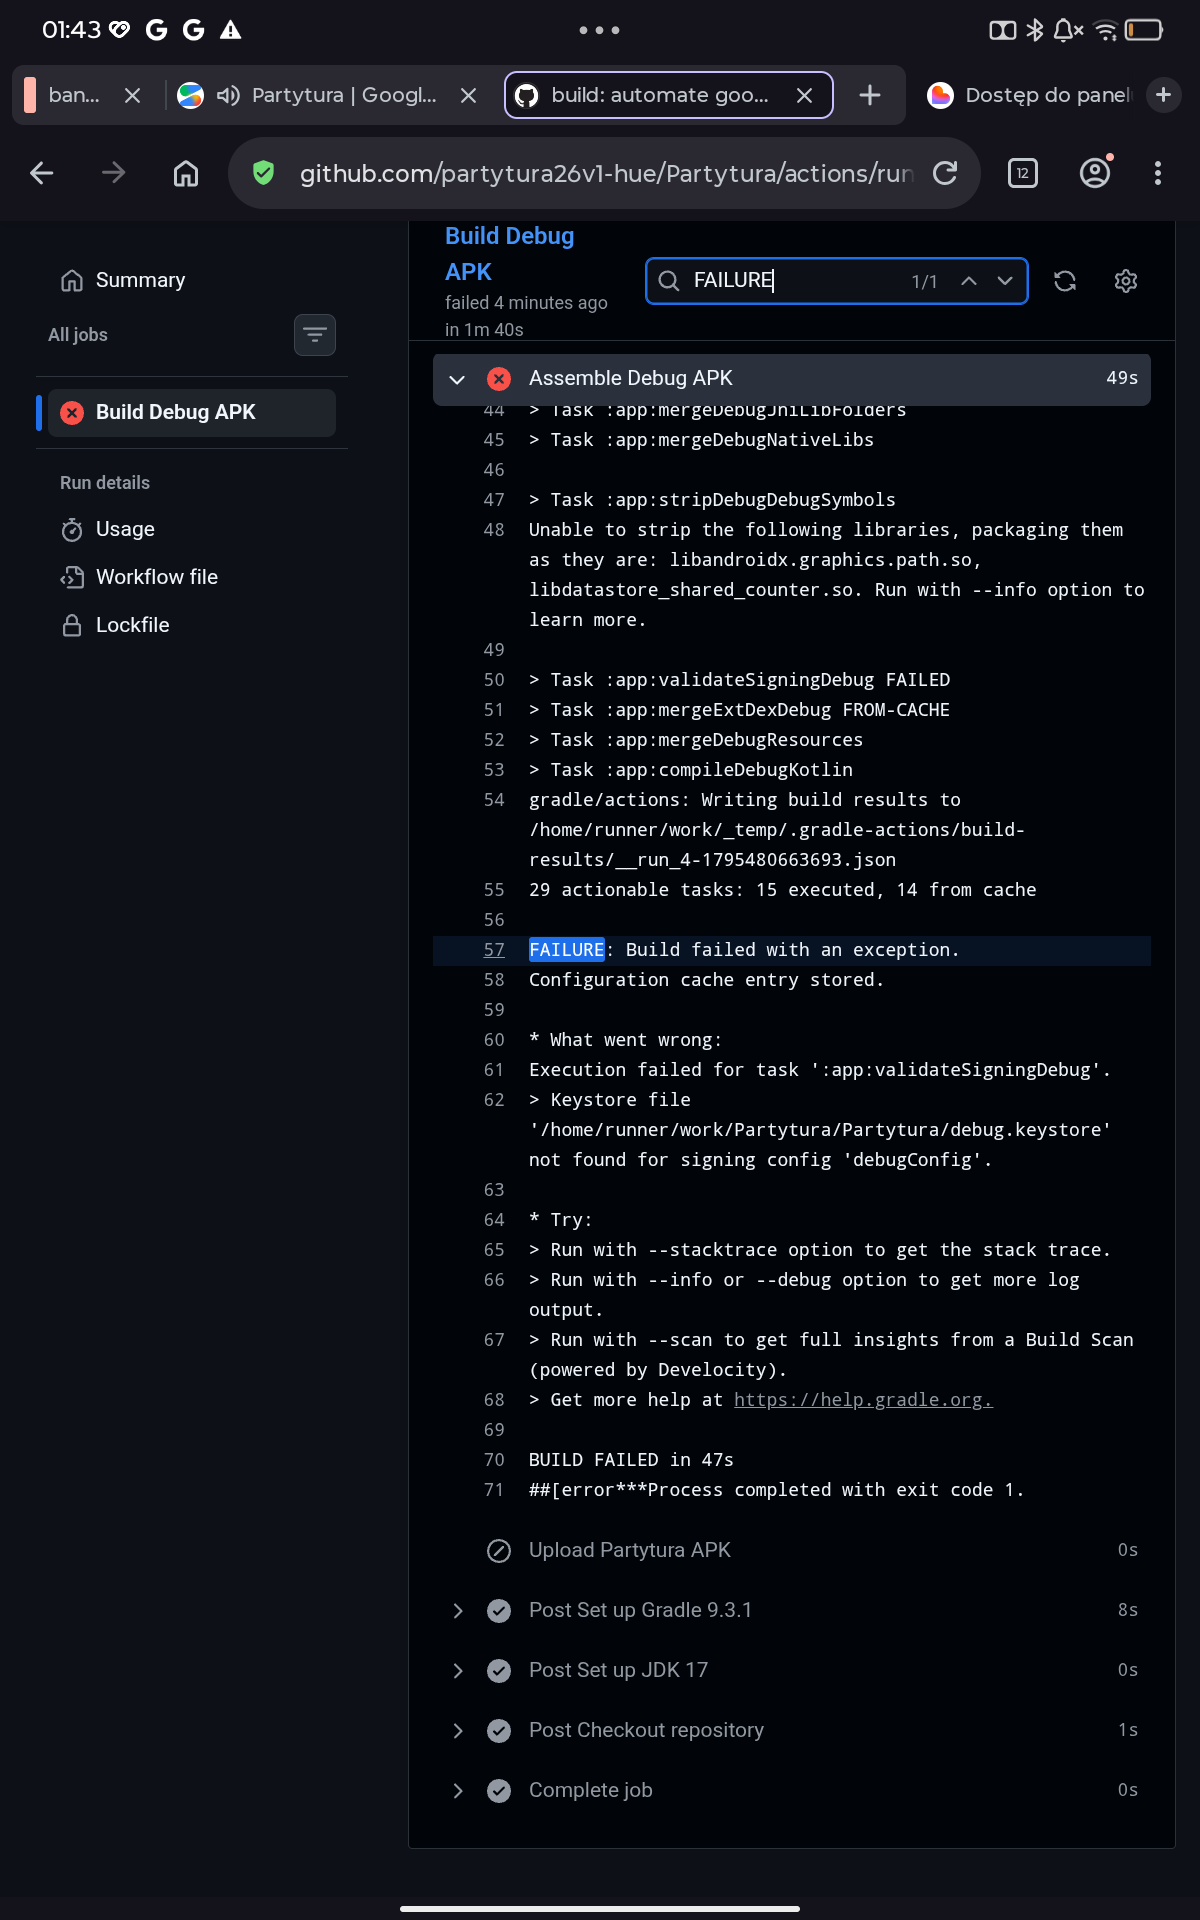 01:43
ban...
Partytura | Googl...
build: automate goo...
Dostęp do panel
github.com/partytura26v1-hue/Partytura/actions/run
12
Summary
All jobs
Build Debug APK
Run details
Usage
Workflow file
Lockfile
Build Debug
APK
failed 4 minutes ago
in 1m 40s
FAILURE
1/1
Assemble Debug APK
49s
44 > Task :app:mergeDebugJniLibFolders
45 > Task :app:mergeDebugNativeLibs
46
47 > Task :app:stripDebugDebugSymbols
48 Unable to strip the following libraries, packaging them
as they are: libandroidx.graphics.path.so,
libdatastore_shared_counter.so. Run with --info option to
learn more.
49
50 > Task :app:validateSigningDebug FAILED
51 > Task :app:mergeExtDexDebug FROM-CACHE
52 > Task :app:mergeDebugResources
53 > Task :app:compileDebugKotlin
54 gradle/actions: Writing build results to
/home/runner/work/_temp/.gradle-actions/build-
results/__run_4-1795480663693.json
55 29 actionable tasks: 15 executed, 14 from cache
56
57 FAILURE: Build failed with an exception.
58 Configuration cache entry stored.
59
60 * What went wrong:
61 Execution failed for task ':app:validateSigningDebug'.
62 > Keystore file
'/home/runner/work/Partytura/Partytura/debug.keystore'
not found for signing config 'debugConfig'.
63
64 * Try:
65 > Run with --stacktrace option to get the stack trace.
66 > Run with --info or --debug option to get more log
output.
67 > Run with --scan to get full insights from a Build Scan
(powered by Develocity).
68 > Get more help at https://help.gradle.org.
69
70 BUILD FAILED in 47s
71 ##[error***Process completed with exit code 1.
Upload Partytura APK 0s
Post Set up Gradle 9.3.1 8s
Post Set up JDK 17 0s
Post Checkout repository 1s
Complete job 0s